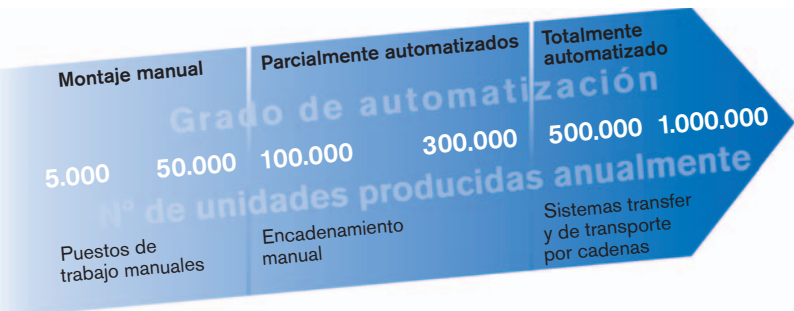 Montaje manual
Parcialmente automatizados
Totalmente
automatizado
Grado de automatización
5.000 50.000 100.000 300.000 500.000 1.000.000
N° de unidades producidas anualmente
Puestos de
trabajo manuales
Encadenamiento
manual
Sistemas transfer
y de transporte
por cadenas